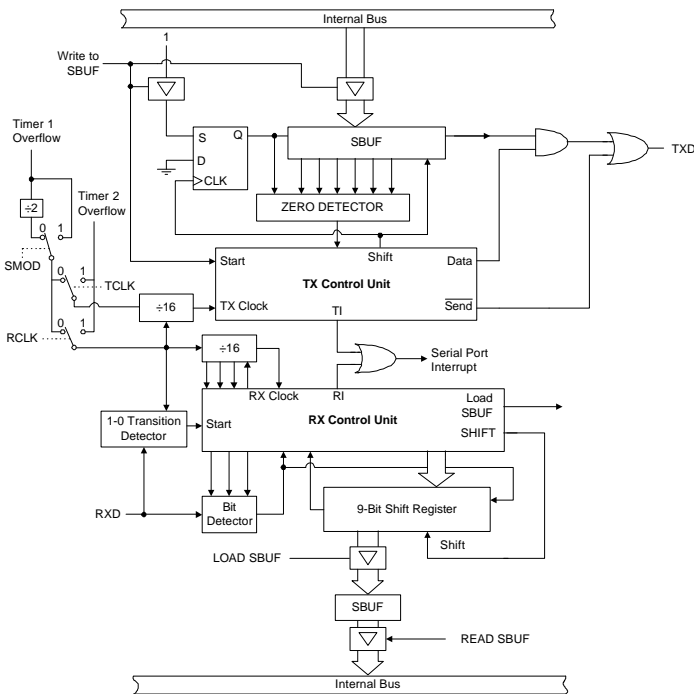 Internal Bus
1
Write to
SBUF
Timer 1
Overflow
S
Q
D
CLK
SBUF
TXD
÷2
Timer 2
Overflow
ZERO DETECTOR
0
1
SMOD
Shift
Start
Data
TX Control Unit
0
1
TCLK
÷16
TX Clock
TI
Send
0
1
RCLK
÷16
Serial Port
Interrupt
RX Clock
RI
Load
SBUF
1-0 Transition
Detector
Start
RX Control Unit
SHIFT
RXD
Bit
Detector
9-Bit Shift Register
Shift
LOAD SBUF
SBUF
READ SBUF
Internal Bus